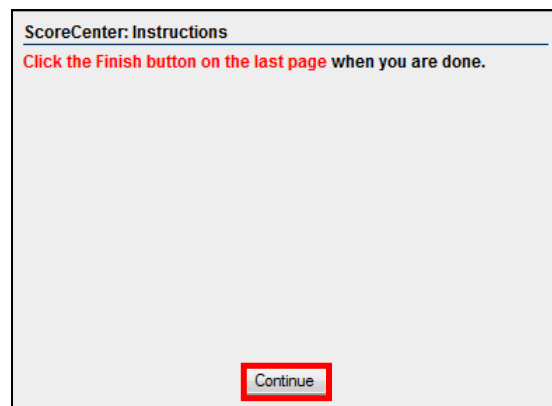 ScoreCenter: Instructions
Click the Finish button on the last page when you are done.
Continue